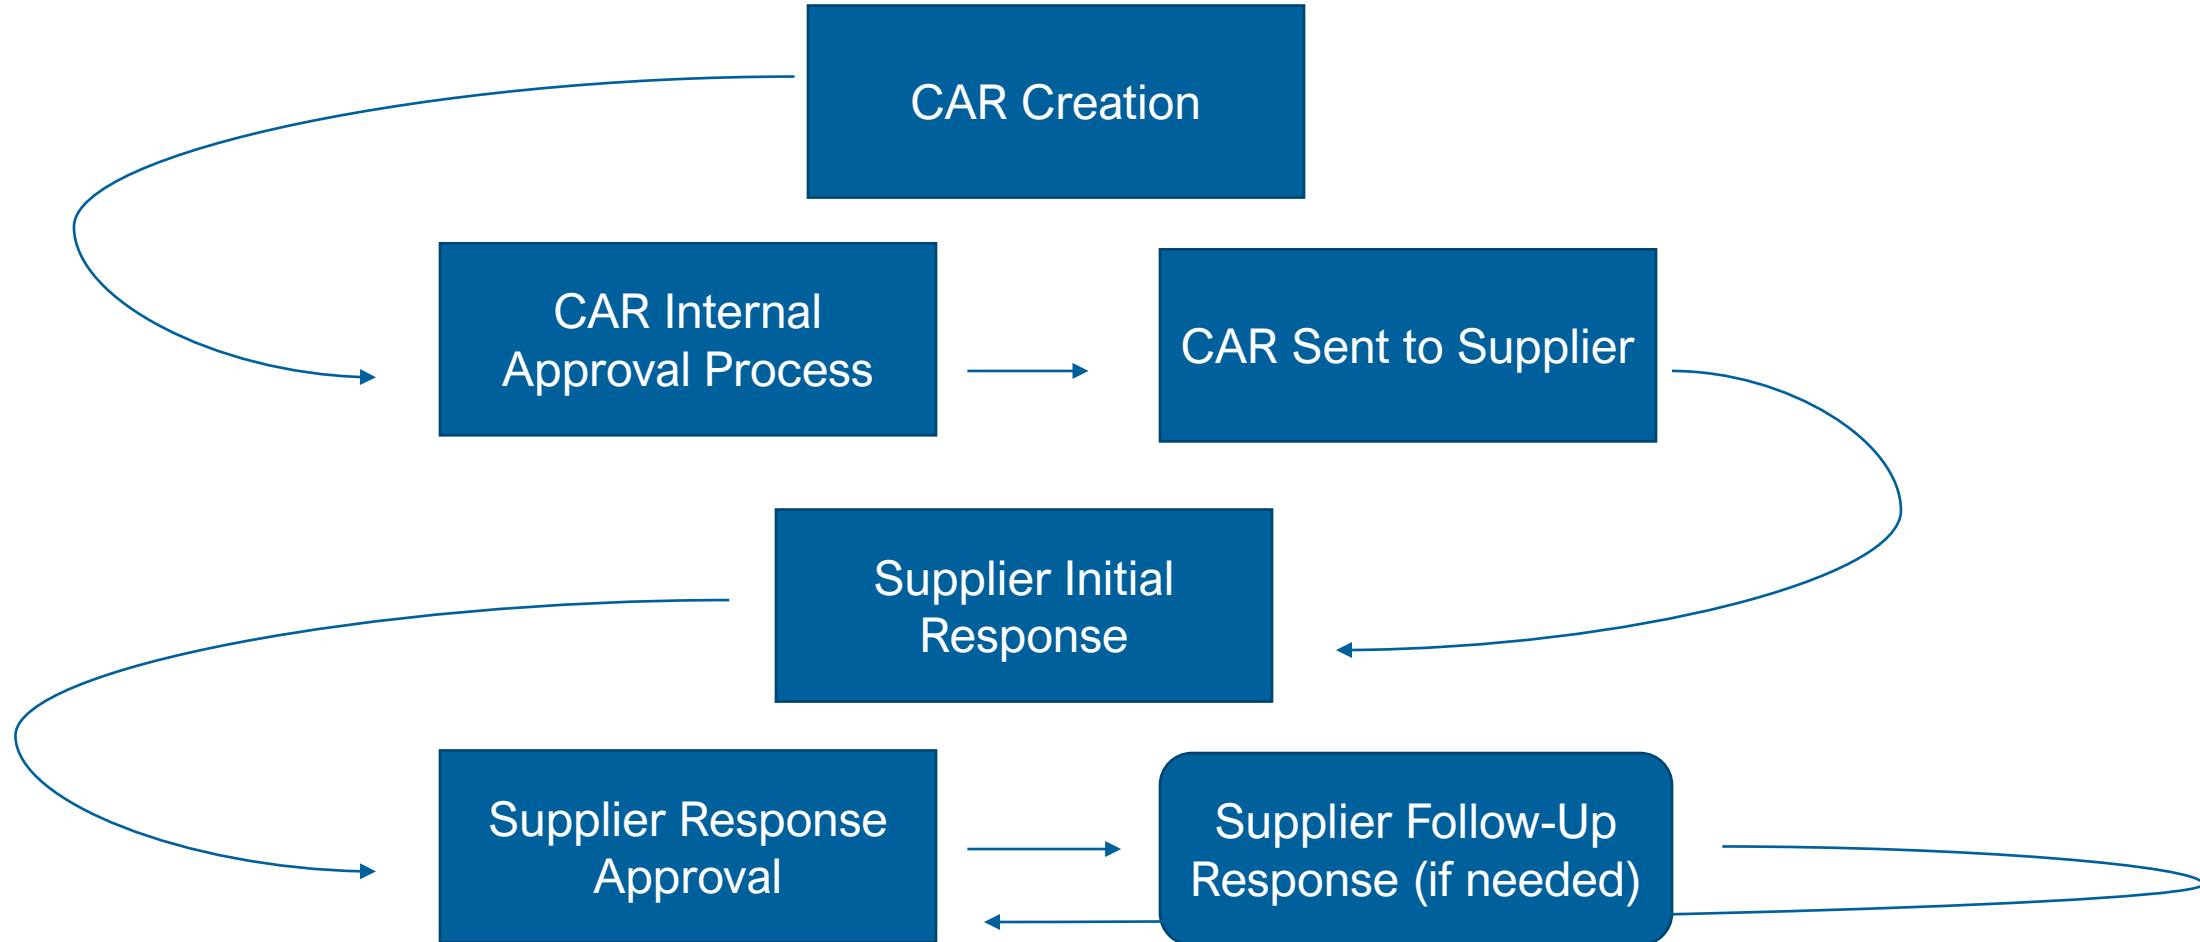 CAR Creation
CAR Internal
Approval Process
CAR Sent to Supplier
Supplier Initial
Response
Supplier Response
Approval
Supplier Follow-Up
Response (if needed)